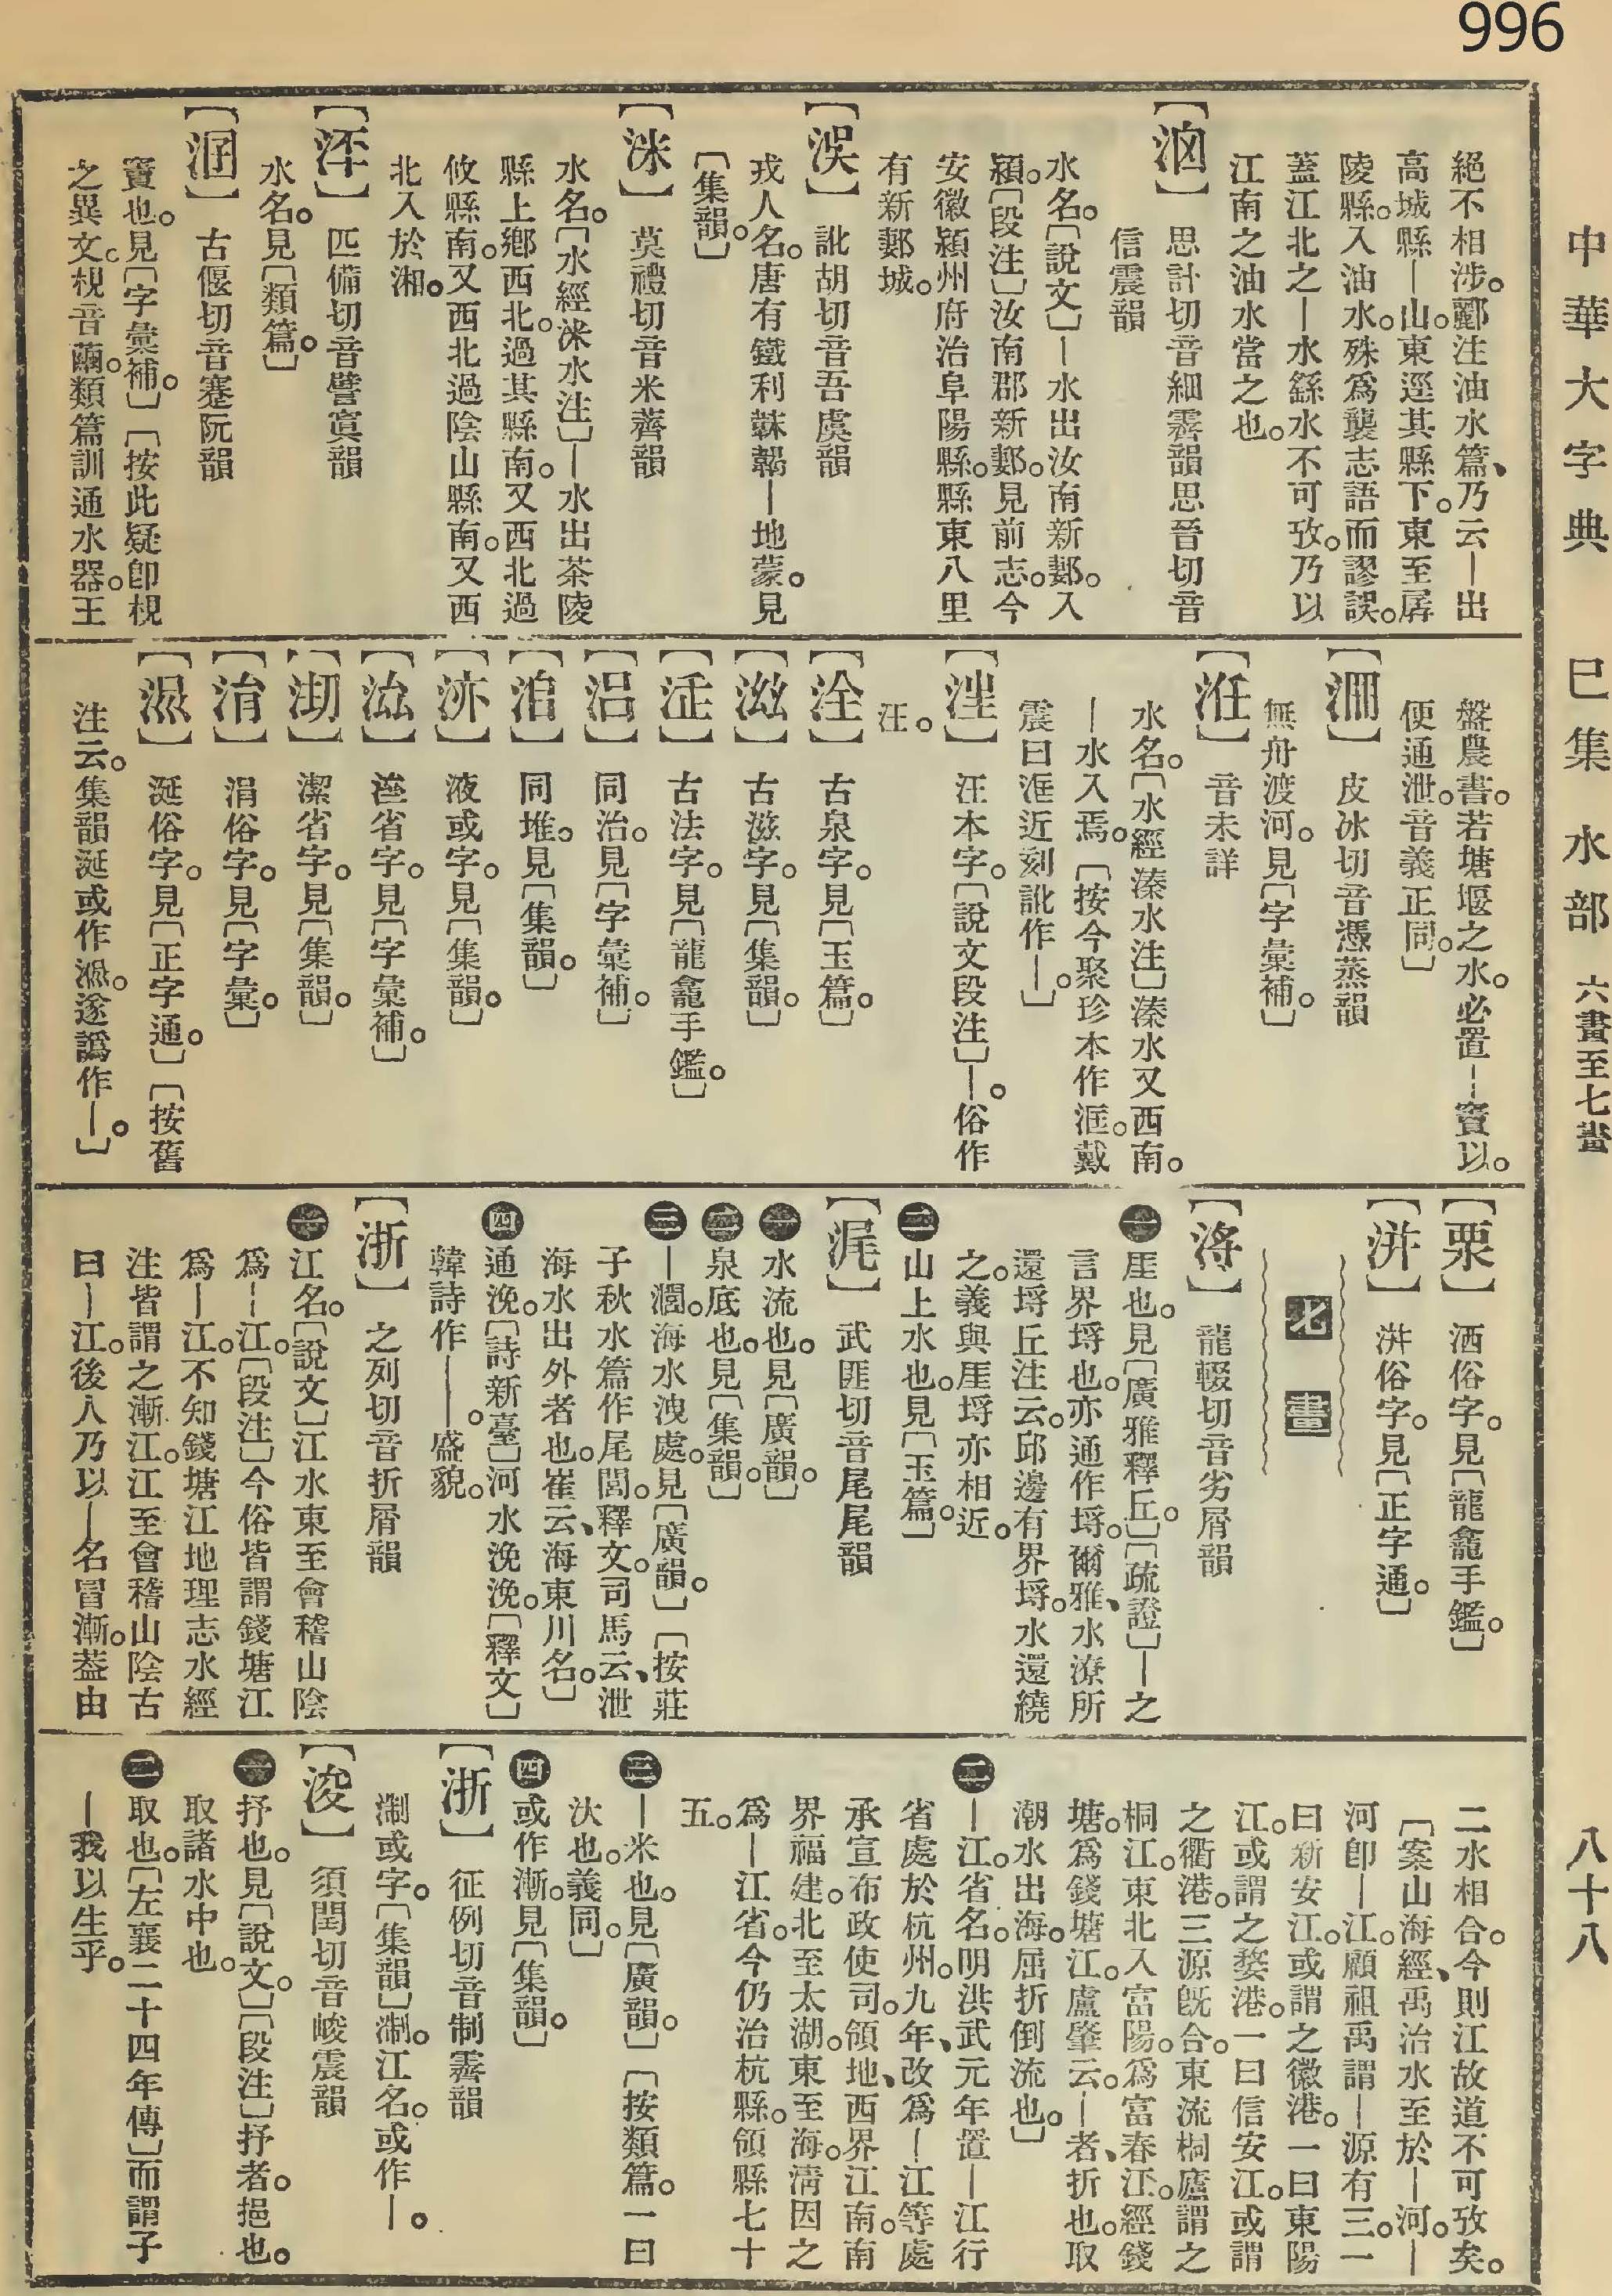 996
中華大字典 巳集 水部 六畫至七畫 八十八
絕不相涉。酈注油水篇、乃云—出
高城縣—山。東逕其縣下。東至孱
陵縣。入油水。殊爲襲志語而謬誤。
蓋江北之—水繇水不可攷。乃以
江南之油水當之也。
【洫】思計切音細霽韻思晉切音
信震韻
水名。〔說文〕—水出汝南新郪。入
潁。〔段注〕汝南郡新郪。見前志。今
安徽潁州府治阜陽縣。縣東八里
有新郪城。
【洖】訛胡切音吾虞韻
戎人名。唐有鐵利蘇䩐—地蒙。見
〔集韻。〕
【洣】莫禮切音米薺韻
水名。〔水經洣水注〕—水出茶陵
縣上鄕西北。過其縣南。又西北過
攸縣南。又西北過陰山縣南。又西
北入於湘。
匹備切音譬寘韻
水名。見〔類篇。〕
古偃切音蹇阮韻
竇也。見〔字彙補。〕〔按此疑卽梘
之異文。梘音繭。類篇訓通水器。王
盤農書。若塘堰之水。必置—竇以。
便通泄。音義正同。〕
皮冰切音憑蒸韻
無舟渡河。見〔字彙補。〕
【洷】音未詳
水名。〔水經溱水注〕溱水又西南。
—水入焉。〔按今聚珍本作洭。戴
震曰洭近刻訛作—。〕
汪本字。〔說文段注〕—。俗作
汪。
【洤】古泉字。見〔玉篇。〕
古滋字。見〔集韻。〕
古法字。見〔龍龕手鑑。〕
同治。見〔字彙補。〕
同堆。見〔集韻。〕
液或字。見〔集韻。〕
省字。見〔字彙補。〕
潔省字。見〔集韻。〕
涓俗字。見〔字彙。〕
涎俗字。見〔正字通。〕〔按舊
注云。集韻涎或作㳄。遂譌作—。〕
【栗】洒俗字。見〔龍龕手鑑。〕
【洴】洴俗字。見〔正字通。〕
七畫
【浖】龍輟切音劣屑韻
一厓也。見〔廣雅釋丘。〕〔疏證〕—之
言界埒也。亦通作埒。爾雅、水潦所
還埒丘注云。邱邊有界埒。水還繞
之。義與厓埒亦相近。
二山上水也。見〔玉篇。〕
【浘】武匪切音尾尾韻
一水流也。見〔廣韻。〕
二泉底也。見〔集韻。〕
三—澗。海水洩處。見〔廣韻。〕〔按莊
子秋水篇作尾閭。釋文。司馬云、泄
海水出外者也。崔云、海東川名。〕
四通浼。〔詩新臺〕河水浼浼。〔釋文〕
韓詩作——。盛貌。
【浙】之列切音折屑韻
一江名。〔說文〕江水東至會稽山陰
爲—江。〔段注〕今俗皆謂錢塘江
爲—江。不知錢塘江地理志水經
注皆謂之漸江。江至會稽山陰古
曰—江。後人乃以—名冒漸。葢由
二水相合。今則江故道不可攷矣。
〔案山海經、禹治水至於—河。—
河卽—江。顧祖禹謂—源有三。一
曰新安江。或謂之徽港。一曰東陽
江。或謂之婺港。一曰信安江。或謂
之衢港。三源旣合。東流桐廬謂之
桐江。東北入富陽。爲富春江。經錢
塘。爲錢塘江。盧肇云。—者、折也。取
潮水出海。屈折倒流也。〕
二—江。省名。明洪武元年置—江行
省處於杭州。九年、改爲—江等處
承宣布政使司。領地、西界江南。南
界福建。北至太湖。東至海。淸因之
爲—江省。今仍治杭縣。領縣七十
五。
三—米也。見〔廣韻。〕〔按類篇。一曰
汏也。義同。〕
四或作漸。見〔集韻。〕
【浙】征例切音制霽韻
淛或字。〔集韻〕淛。江名。或作—。
【浚】須閏切音峻震韻
一抒也。見〔說文。〕〔段注〕抒者。挹也。
取諸水中也。
二取也。〔左襄二十四年傳〕而謂子
—我以生乎。